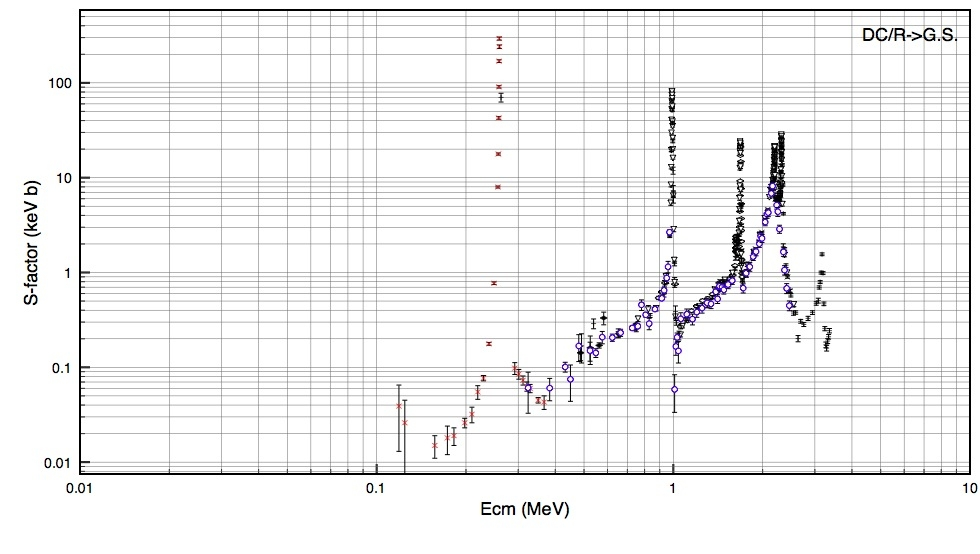 DC/R->G.S.
100
10
1
0.1
0.01
S-factor (keV b)
0.01 0.1 1 10
Ecm (MeV)